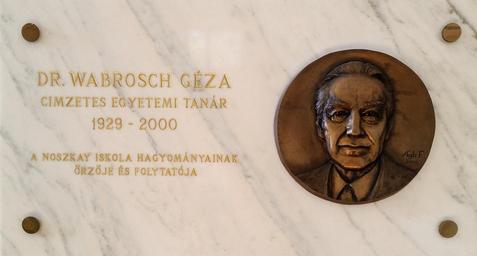 DR. WABROSCH GÉZA
CIMZETES EGYETEMI TANÁR
1929 - 2000
A NOSZKAY ISKOLA HAGYOMÁNYAINAK
ŐRZŐJE ÉS FOLYTATÓJA